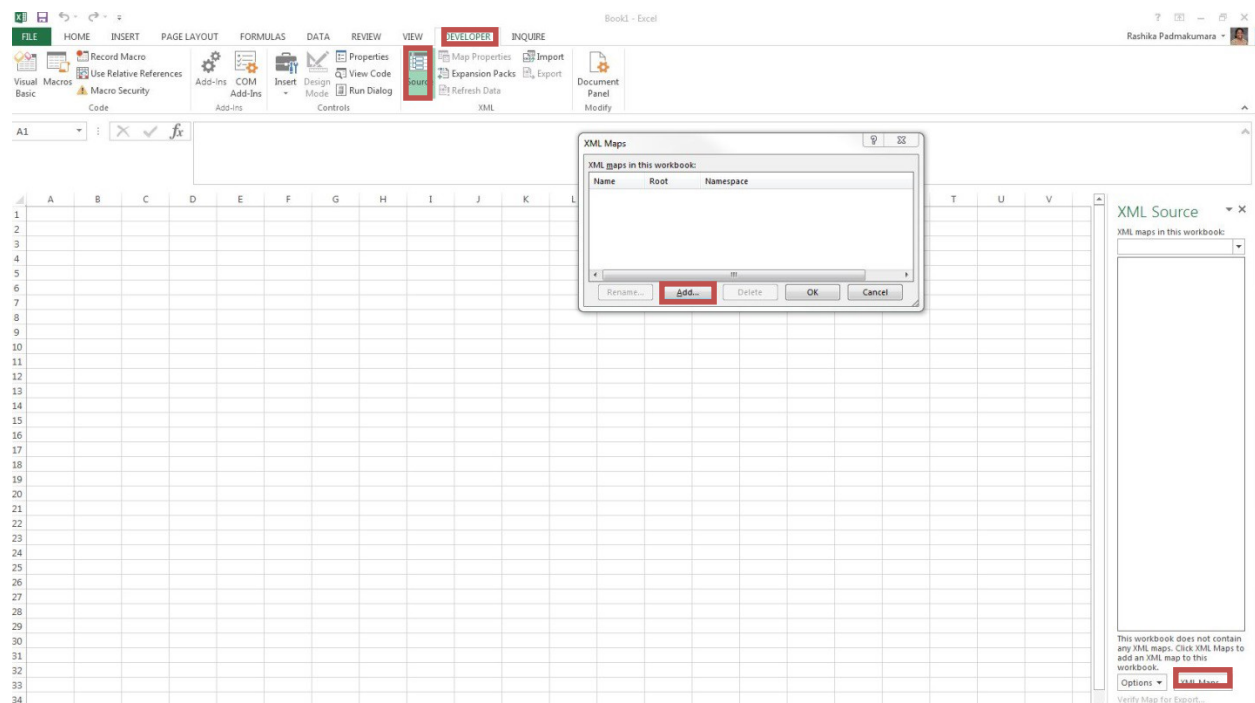 Book1 - Excel
FILE HOME INSERT PAGE LAYOUT FORMULAS DATA REVIEW VIEW DEVELOPER INQUIRE
Rashika Padmakumara
Visual Basic
Macros
Record Macro
Use Relative References
Macro Security
Code
Add-Ins
COM Add-Ins
Add-Ins
Insert
Design Mode
Properties
View Code
Run Dialog
Controls
Source
Map Properties
Expansion Packs
Refresh Data
Import
Export
XML
Document Panel
Modify
A1
fx
XML Maps
XML maps in this workbook:
Name Root Namespace
Rename... Add... Delete OK Cancel
A B C D E F G H I J K L T U V
1
2
3
4
5
6
7
8
9
10
11
12
13
14
15
16
17
18
19
20
21
22
23
24
25
26
27
28
29
30
31
32
33
34
XML Source
XML maps in this workbook:
This workbook does not contain
any XML maps. Click XML Maps to
add an XML map to this
workbook.
Options XML Maps...
Verify Map for Export...